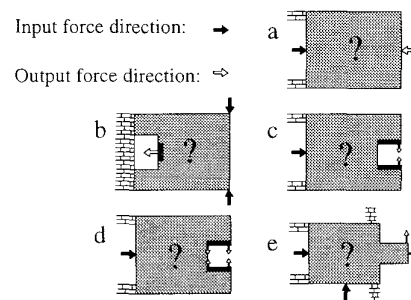 Input force direction:
a
?
Output force direction:
b
?
c
?
d
?
e
?